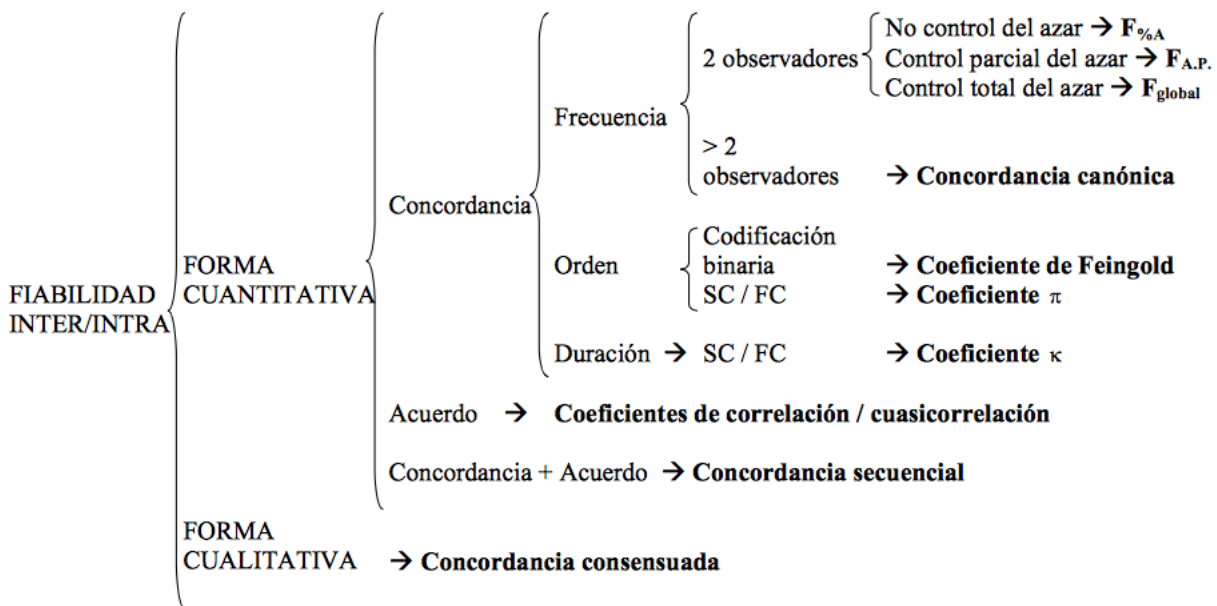 No control del azar → F%A
2 observadores
Control parcial del azar → FA.P.
Control total del azar → Fglobal
Frecuencia
> 2
observadores → Concordancia canónica
Concordancia
Codificación
Orden binaria → Coeficiente de Feingold
SC / FC → Coeficiente π
FORMA
CUANTITATIVA
FIABILIDAD
INTER/INTRA
Duración → SC / FC → Coeficiente κ
Acuerdo → Coeficientes de correlación / cuasicorrelación
Concordancia + Acuerdo → Concordancia secuencial
FORMA
CUALITATIVA → Concordancia consensuada